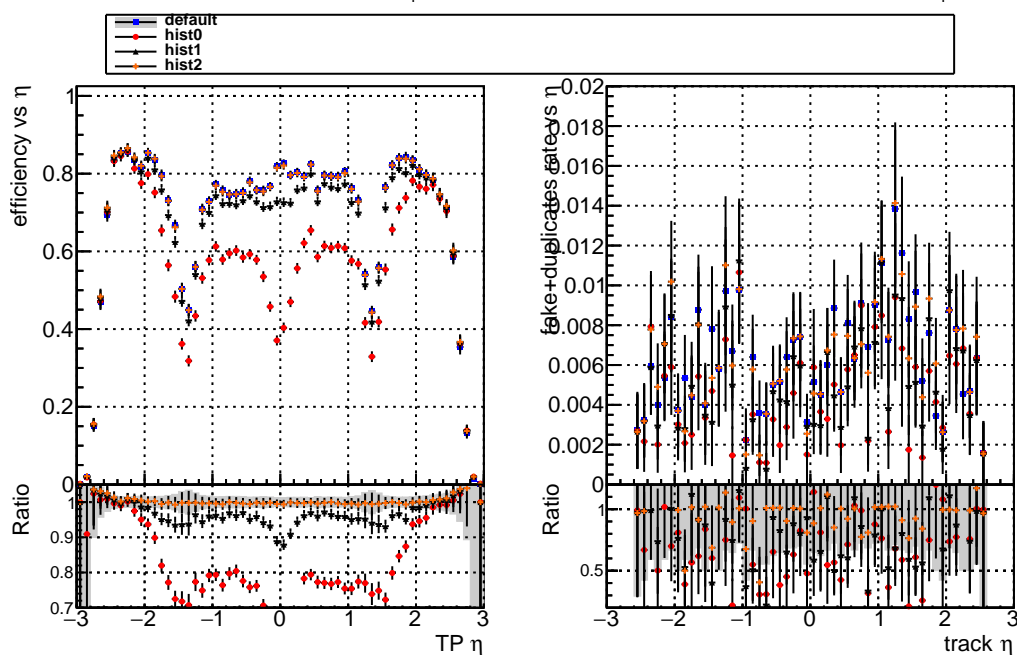 default
hist0
hist1
hist2
efficiency vs η
1
0.8
0.6
0.4
0.2
0
Ratio
1
0.9
0.8
0.7
−3 −2 −1 0 1 2 3
TP η
fake+duplicates rate vs η
0.02
0.018
0.016
0.014
0.012
0.01
0.008
0.006
0.004
0.002
0
Ratio
1
0.5
−3 −2 −1 0 1 2 3
track η